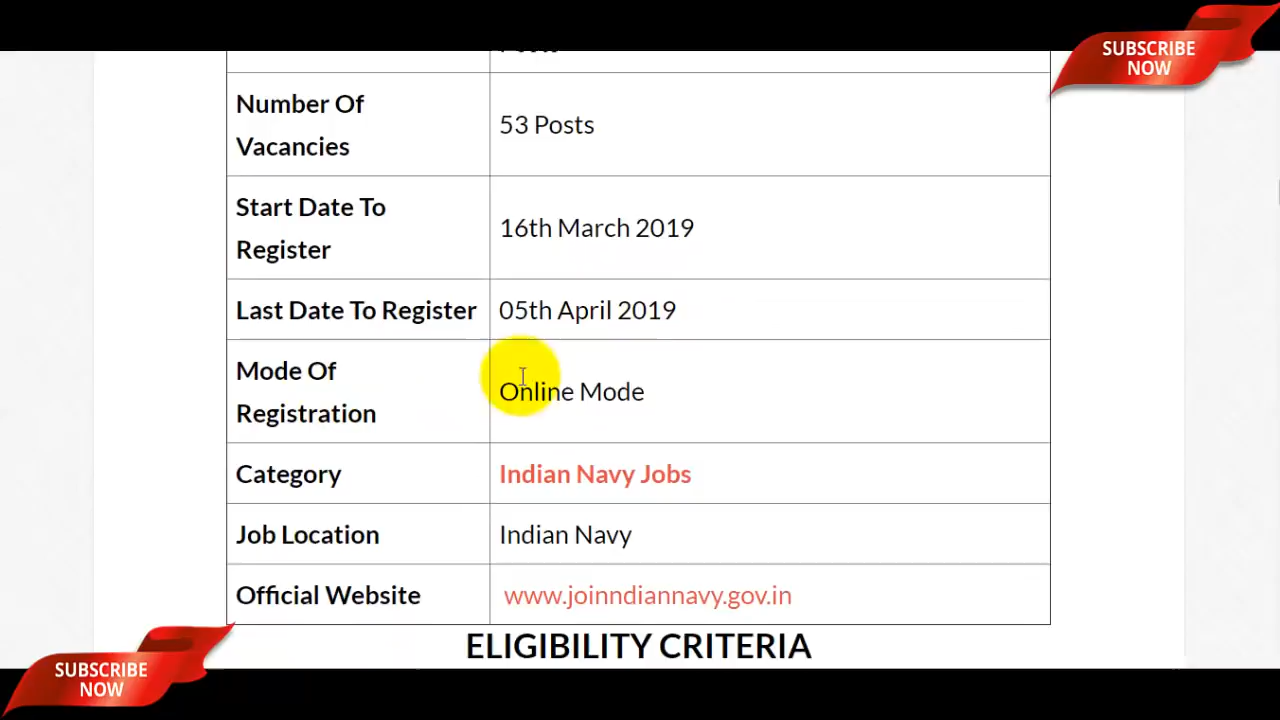 SUBSCRIBE
NOW
Number Of
Vacancies
53 Posts
Start Date To
Register
16th March 2019
Last Date To Register
05th April 2019
Mode Of
Registration
Online Mode
Category
Indian Navy Jobs
Job Location
Indian Navy
Official Website
www.joinndiannavy.gov.in
ELIGIBILITY CRITERIA
SUBSCRIBE
NOW